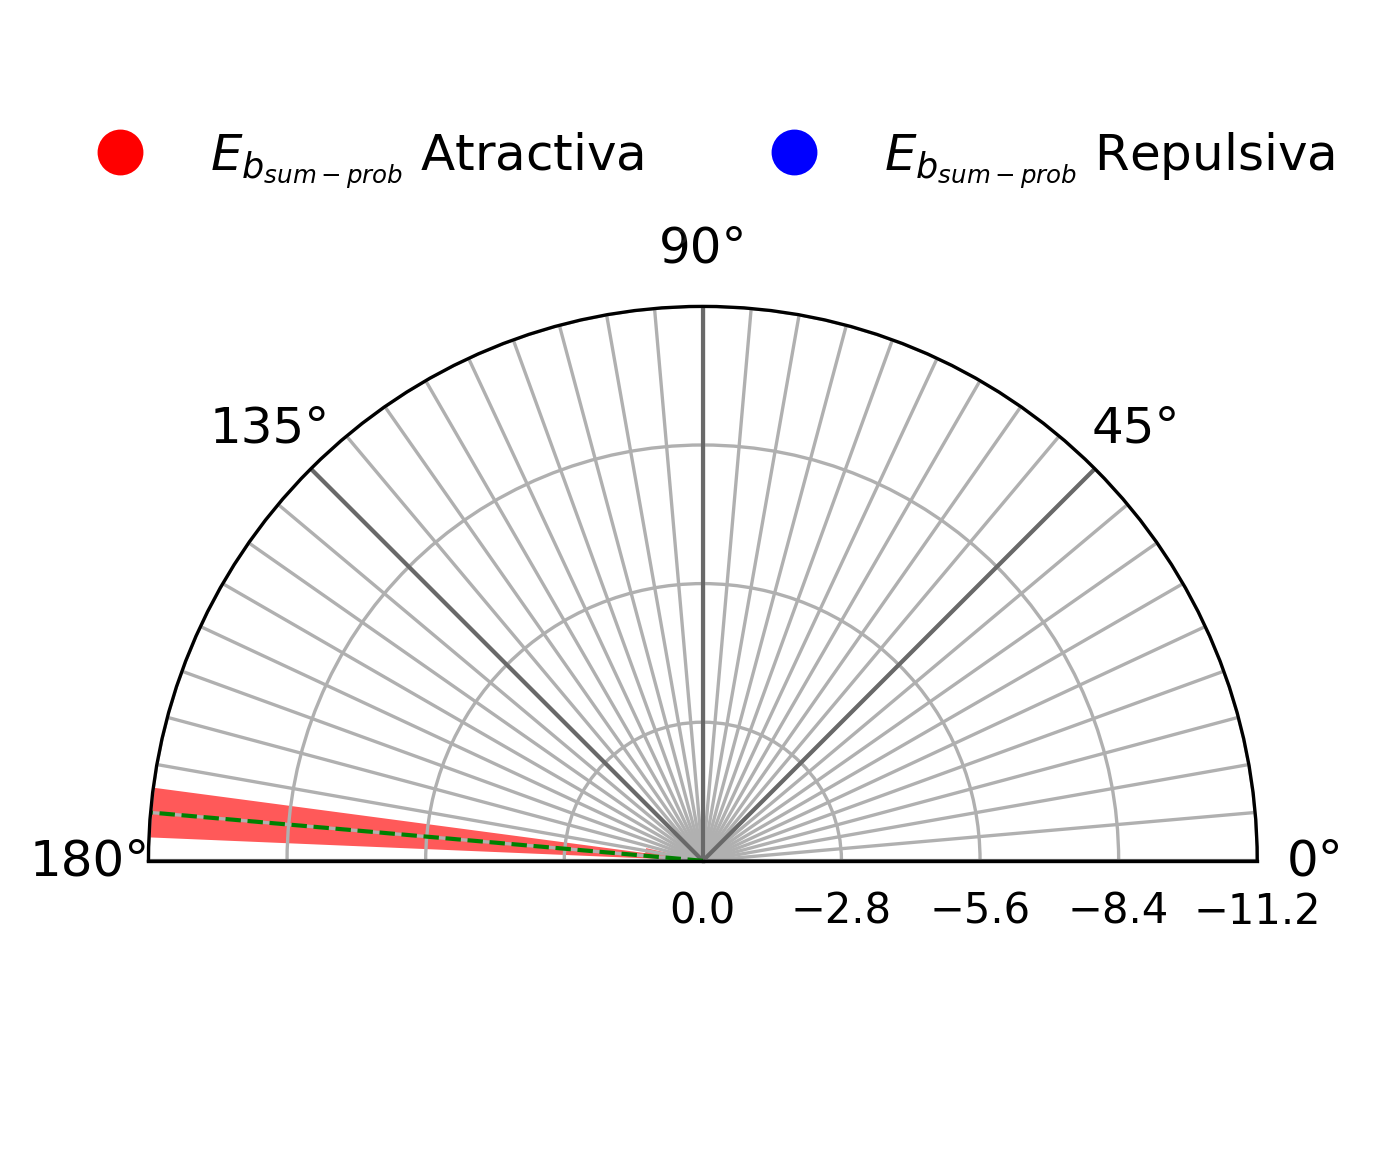 E_{b_{sum-prob}} Atractiva E_{b_{sum-prob}} Repulsiva
90°
135° 45°
180° 0°
0.0 −2.8 −5.6 −8.4 −11.2